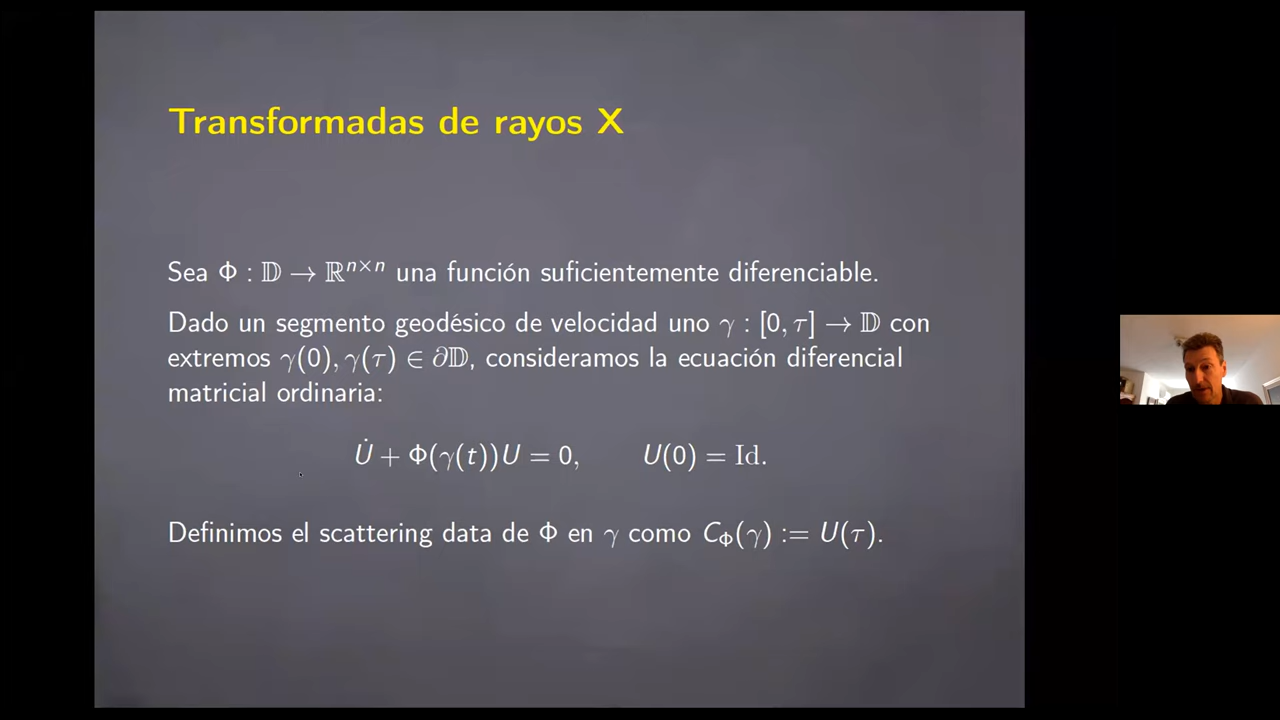 Transformadas de rayos X
Sea Φ : 𝔻 → ℝⁿˣⁿ una función suficientemente diferenciable.
Dado un segmento geodésico de velocidad uno γ : [0, τ] → 𝔻 con
extremos γ(0), γ(τ) ∈ ∂𝔻, consideramos la ecuación diferencial
matricial ordinaria:
U̇ + Φ(γ(t))U = 0, U(0) = Id.
Definimos el scattering data de Φ en γ como C_Φ(γ) := U(τ).